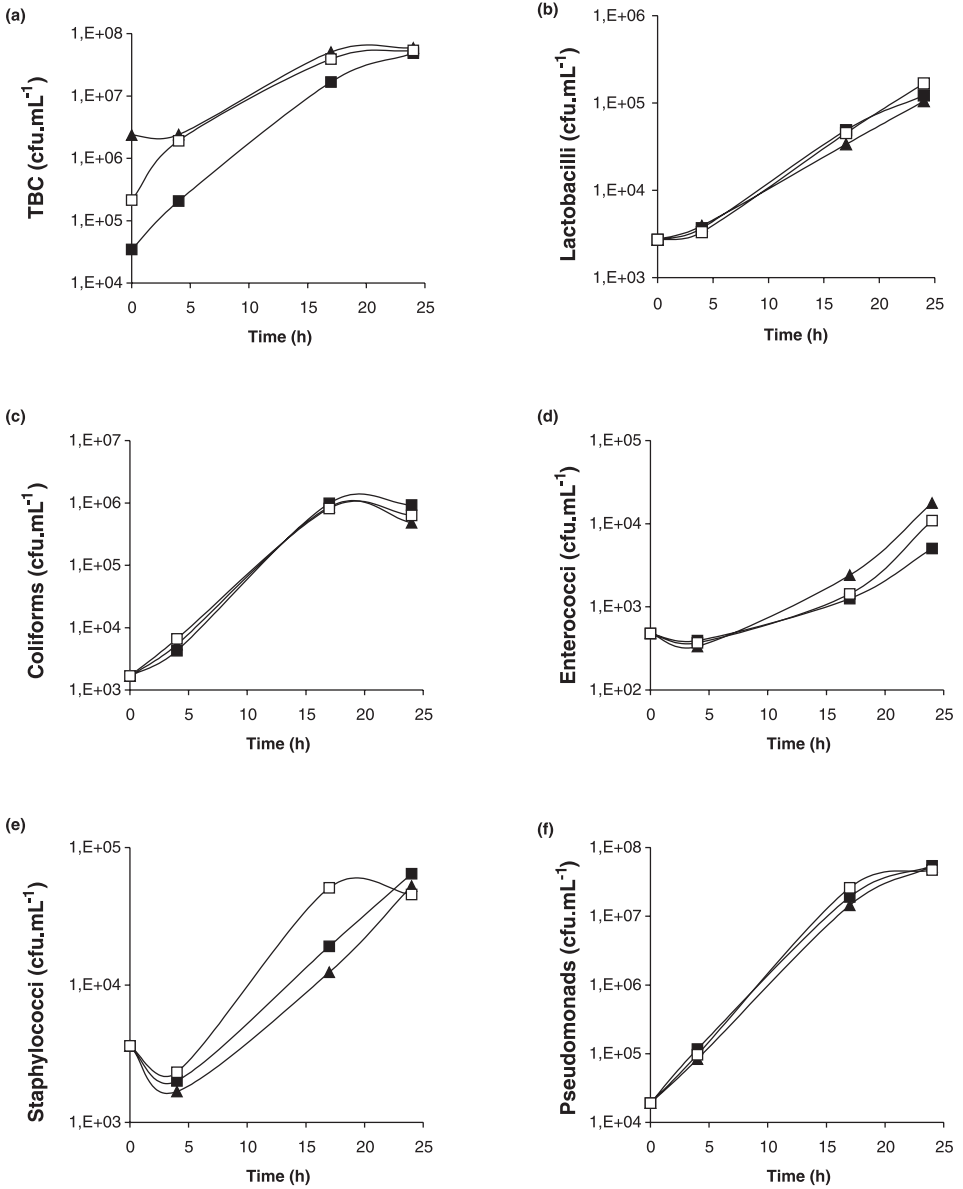 (a)
TBC (cfu.mL-1)
1,E+08
1,E+07
1,E+06
1,E+05
1,E+04
0 5 10 15 20 25
Time (h)
(b)
Lactobacilli (cfu.mL-1)
1,E+06
1,E+05
1,E+04
1,E+03
0 5 10 15 20 25
Time (h)
(c)
Coliforms (cfu.mL-1)
1,E+07
1,E+06
1,E+05
1,E+04
1,E+03
0 5 10 15 20 25
Time (h)
(d)
Enterococci (cfu.mL-1)
1,E+05
1,E+04
1,E+03
1,E+02
0 5 10 15 20 25
Time (h)
(e)
Staphylococci (cfu.mL-1)
1,E+05
1,E+04
1,E+03
0 5 10 15 20 25
Time (h)
(f)
Pseudomonads (cfu.mL-1)
1,E+08
1,E+07
1,E+06
1,E+05
1,E+04
0 5 10 15 20 25
Time (h)